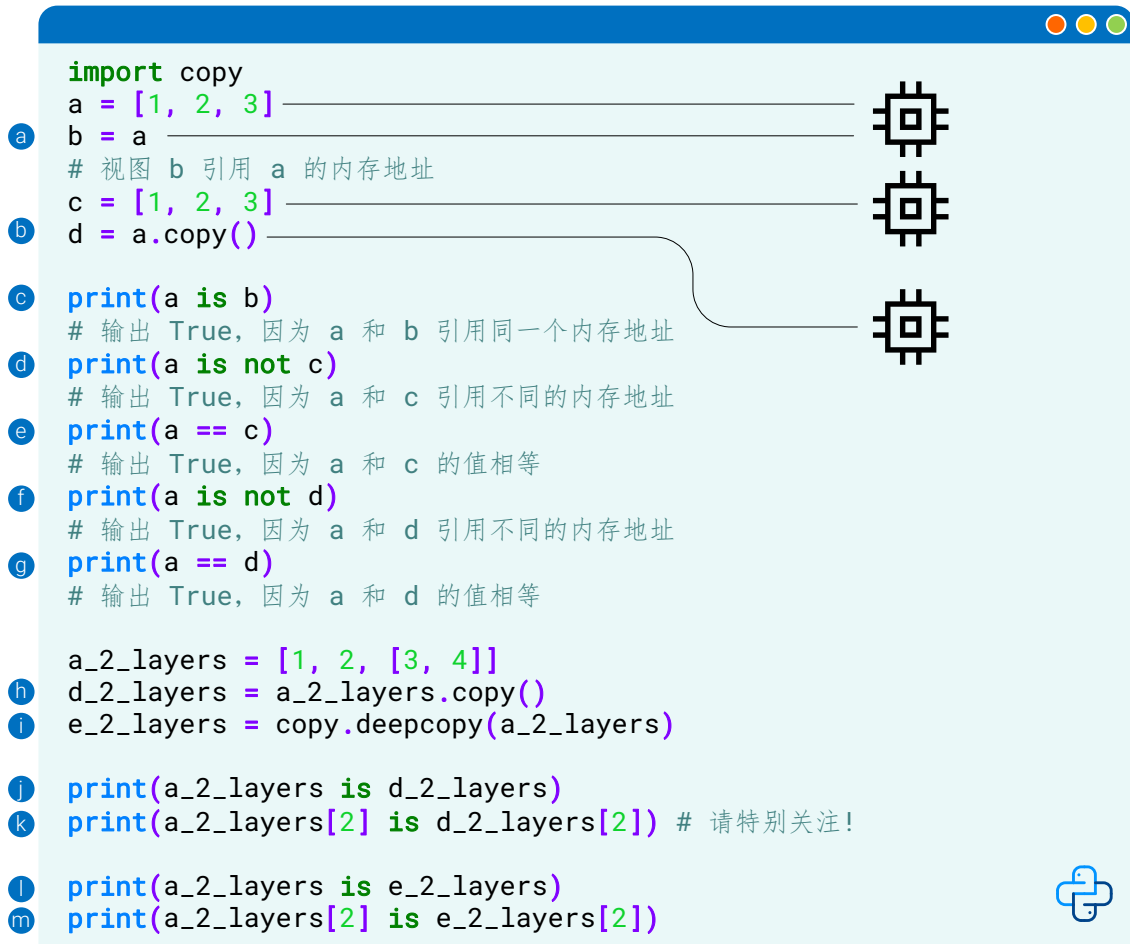 import copy
a = [1, 2, 3]
a b = a
# 视图 b 引用 a 的内存地址
c = [1, 2, 3]
b d = a.copy()
c print(a is b)
# 输出 True，因为 a 和 b 引用同一个内存地址
d print(a is not c)
# 输出 True，因为 a 和 c 引用不同的内存地址
e print(a == c)
# 输出 True，因为 a 和 c 的值相等
f print(a is not d)
# 输出 True，因为 a 和 d 引用不同的内存地址
g print(a == d)
# 输出 True，因为 a 和 d 的值相等
a_2_layers = [1, 2, [3, 4]]
h d_2_layers = a_2_layers.copy()
i e_2_layers = copy.deepcopy(a_2_layers)
j print(a_2_layers is d_2_layers)
k print(a_2_layers[2] is d_2_layers[2]) # 请特别关注!
l print(a_2_layers is e_2_layers)
m print(a_2_layers[2] is e_2_layers[2])